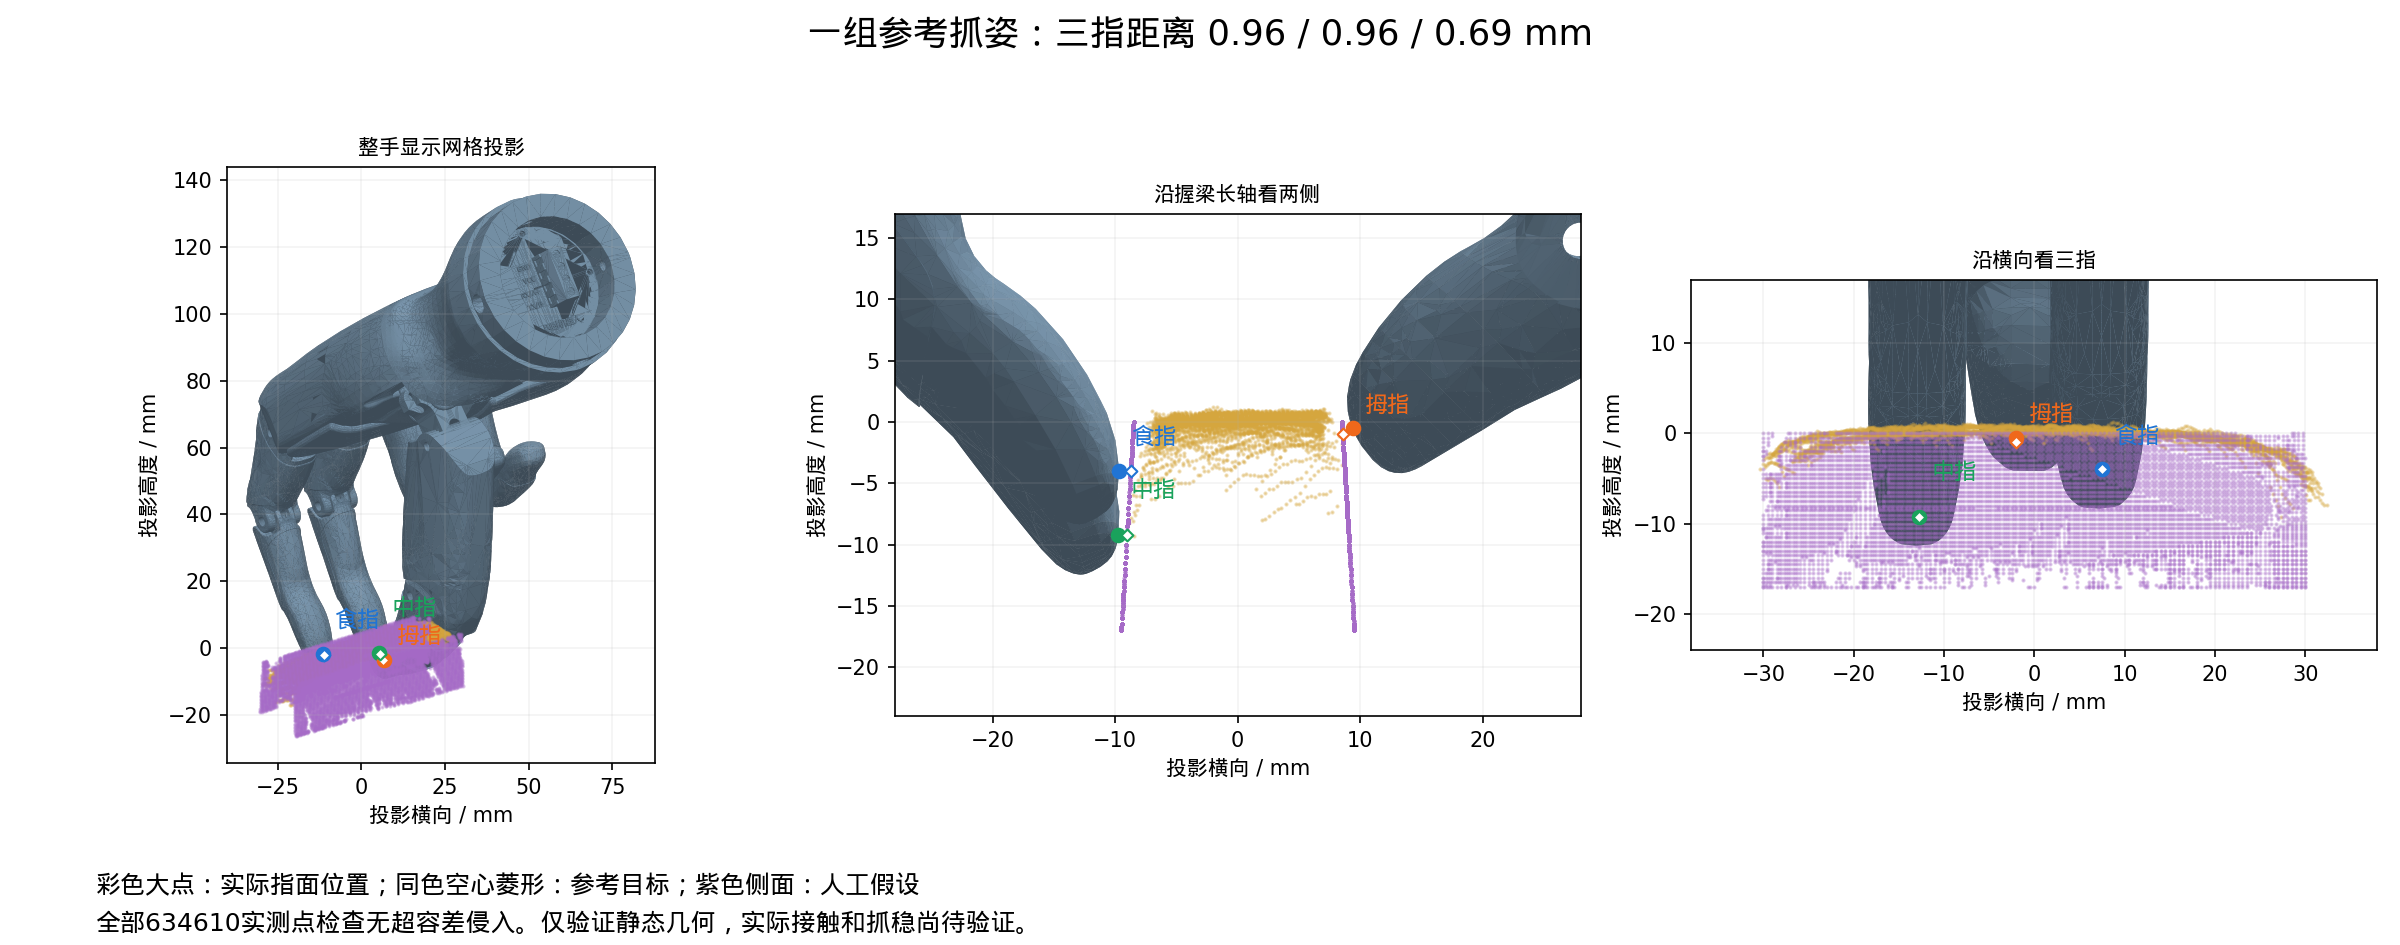 一组参考抓姿：三指距离 0.96 / 0.96 / 0.69 mm
整手显示网格投影
140
120
100
80
60
40
20
0
−20
投影高度 / mm
食指
中指
拇指
−25
0
25
50
75
投影横向 / mm
沿握梁长轴看两侧
15
10
5
0
−5
−10
−15
−20
投影高度 / mm
拇指
食指
中指
−20
−10
0
10
20
投影横向 / mm
沿横向看三指
10
0
−10
−20
投影高度 / mm
拇指
食指
中指
−30
−20
−10
0
10
20
30
投影横向 / mm
彩色大点：实际指面位置；同色空心菱形：参考目标；紫色侧面：人工假设
全部634610实测点检查无超容差侵入。仅验证静态几何，实际接触和抓稳尚待验证。